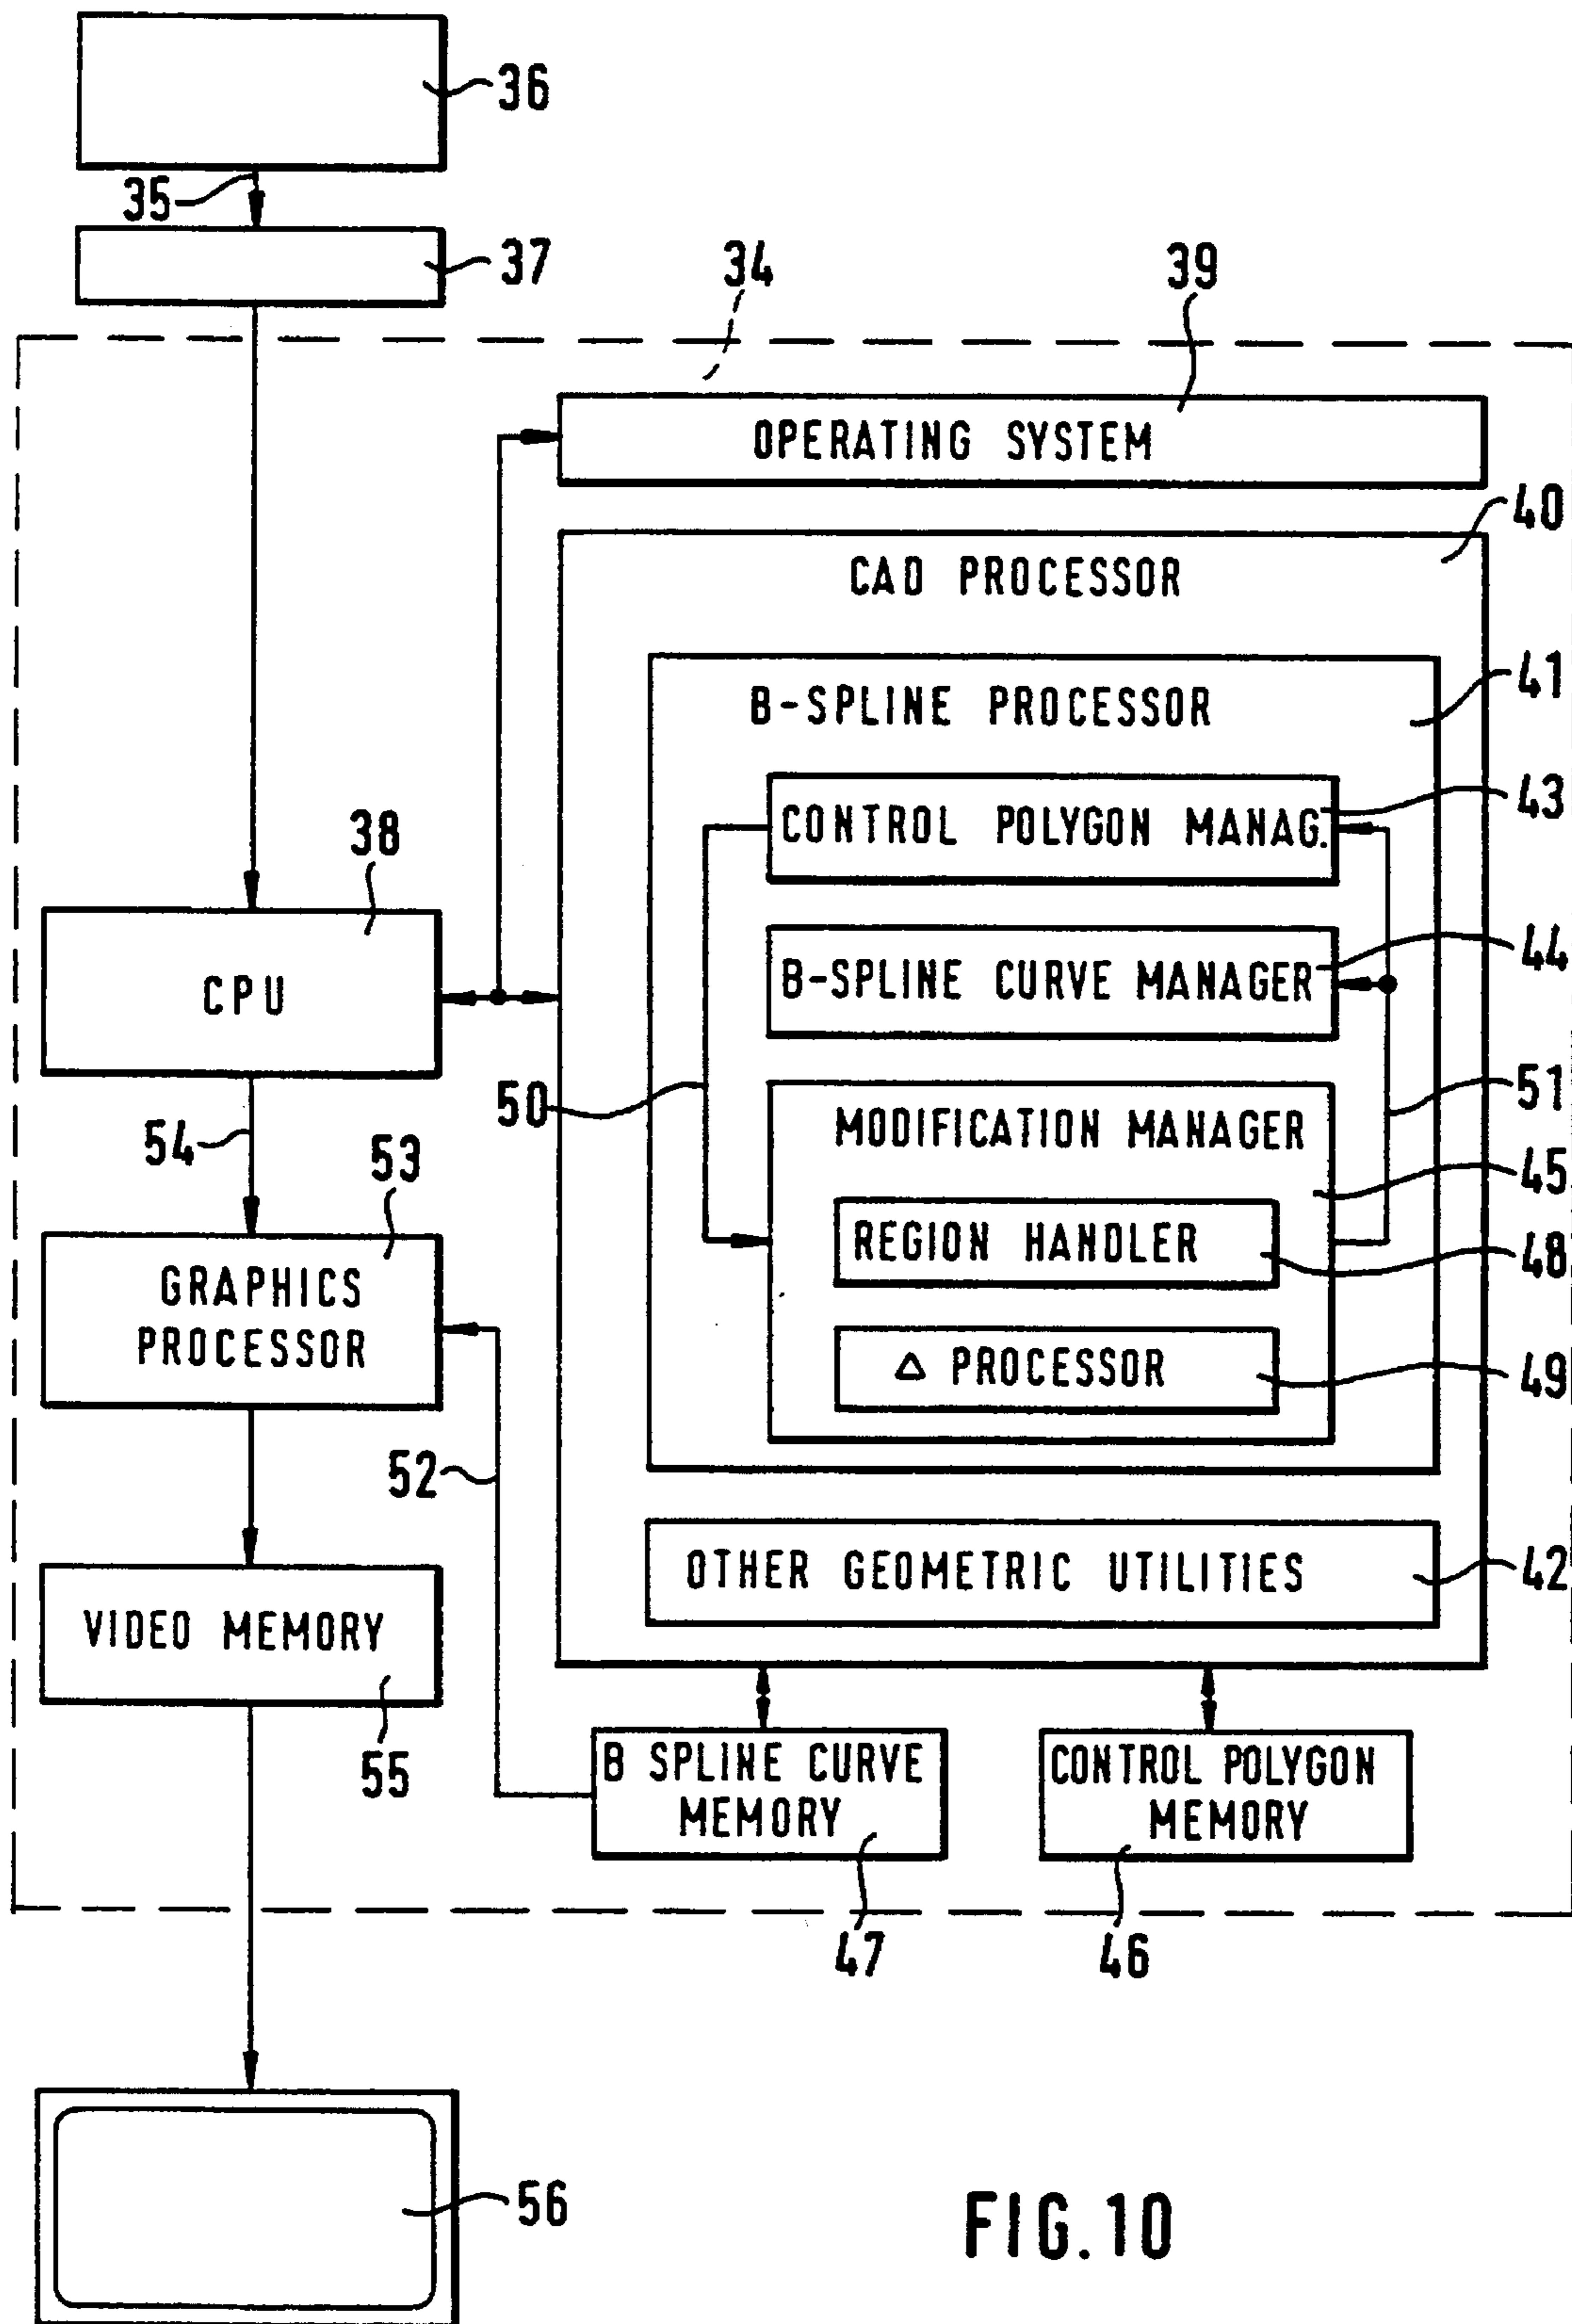 36
35
37
34
39
OPERATING SYSTEM
40
CAD PROCESSOR
41
B-SPLINE PROCESSOR
43
CONTROL POLYGON MANAG.
38
44
B-SPLINE CURVE MANAGER
CPU
50
51
MODIFICATION MANAGER
54
53
45
REGION HANDLER
48
GRAPHICS
PROCESSOR
Δ PROCESSOR
49
52
OTHER GEOMETRIC UTILITIES
42
VIDEO MEMORY
55
B SPLINE CURVE
MEMORY
CONTROL POLYGON
MEMORY
47
46
56
FIG.10